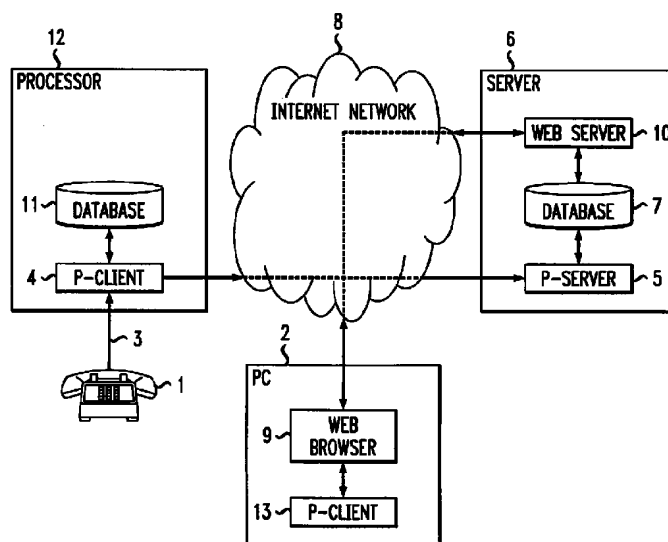 12
PROCESSOR
11
DATABASE
4
P-CLIENT
3
1
8
INTERNET NETWORK
6
SERVER
WEB SERVER
10
DATABASE
7
P-SERVER
5
2
PC
9
WEB
BROWSER
13
P-CLIENT